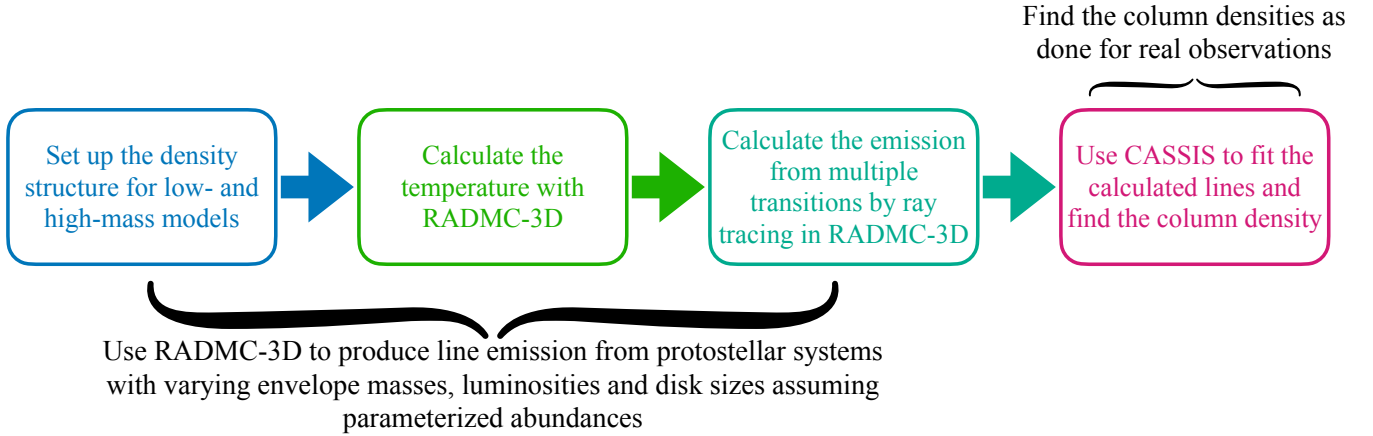 Find the column densities as
done for real observations
Set up the density
structure for low- and
high-mass models
Calculate the
temperature with
RADMC-3D
Calculate the emission
from multiple
transitions by ray
tracing in RADMC-3D
Use CASSIS to fit the
calculated lines and
find the column density
Use RADMC-3D to produce line emission from protostellar systems
with varying envelope masses, luminosities and disk sizes assuming
parameterized abundances